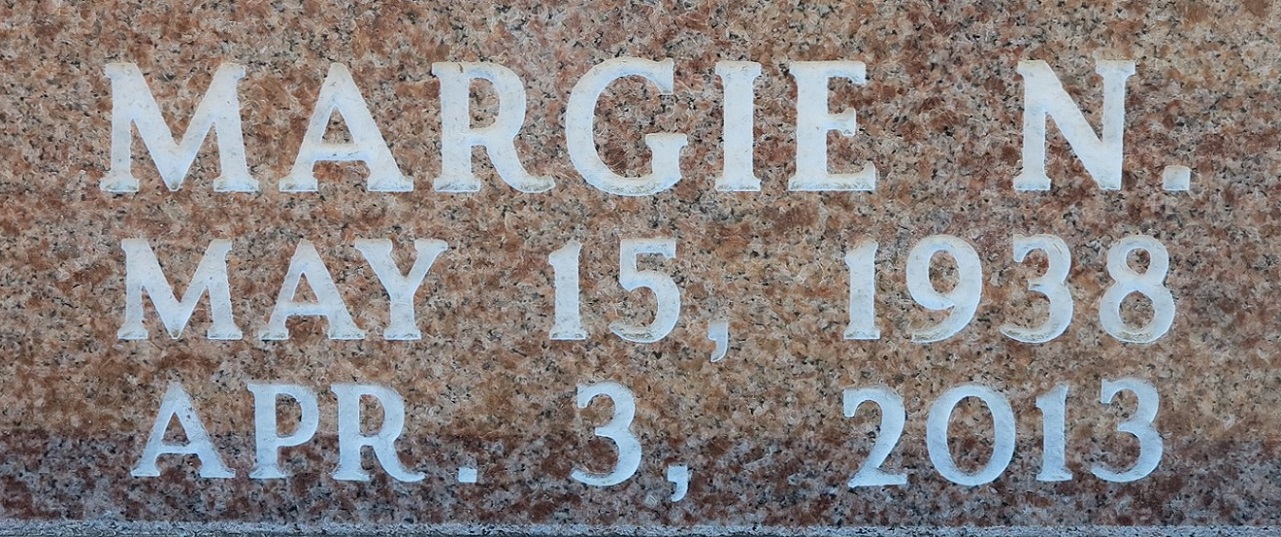 MARGIE N.
MAY 15, 1938
APR. 3, 2013